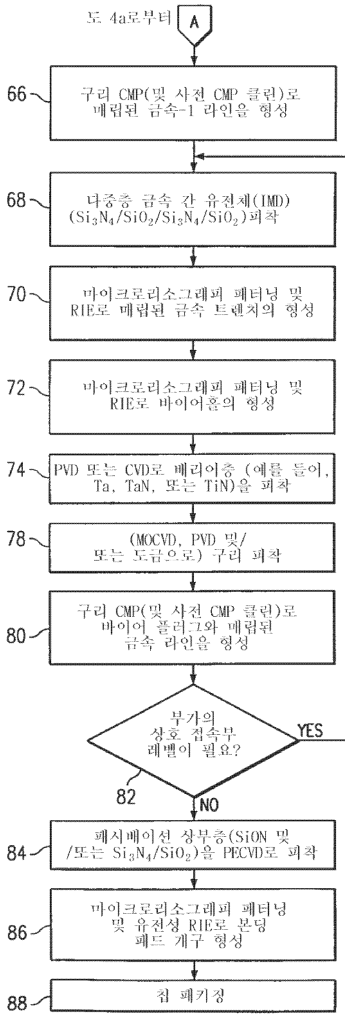 도 4a로부터
A
66
구리 CMP(및 사전 CMP 클린)로
매립된 금속-1 라인을 형성
68
다중층 금속 간 유전체(IMD)
(Si₃N₄/SiO₂/Si₃N₄/SiO₂)피착
70
마이크로리소그래피 패터닝 및
RIE로 매립된 금속 트렌치의 형성
72
마이크로리소그래피 패터닝 및
RIE로 바이어홀의 형성
74
PVD 또는 CVD로 배리어층 (예를 들어,
Ta, TaN, 또는 TiN)을 피착
78
(MOCVD, PVD 및/
또는 도금으로) 구리 피착
80
구리 CMP(및 사전 CMP 클린)로
바이어 플러그와 매립된
금속 라인을 형성
부가의
상호 접속부
레벨이 필요?
YES
82
NO
84
패시배이션 상부층(SiON 및
/또는 Si₃N₄/SiO₂)을 PECVD로 피착
86
마이크로리소그래피 패터닝
및 유전성 RIE로 본딩
패드 개구 형성
88
칩 패키징